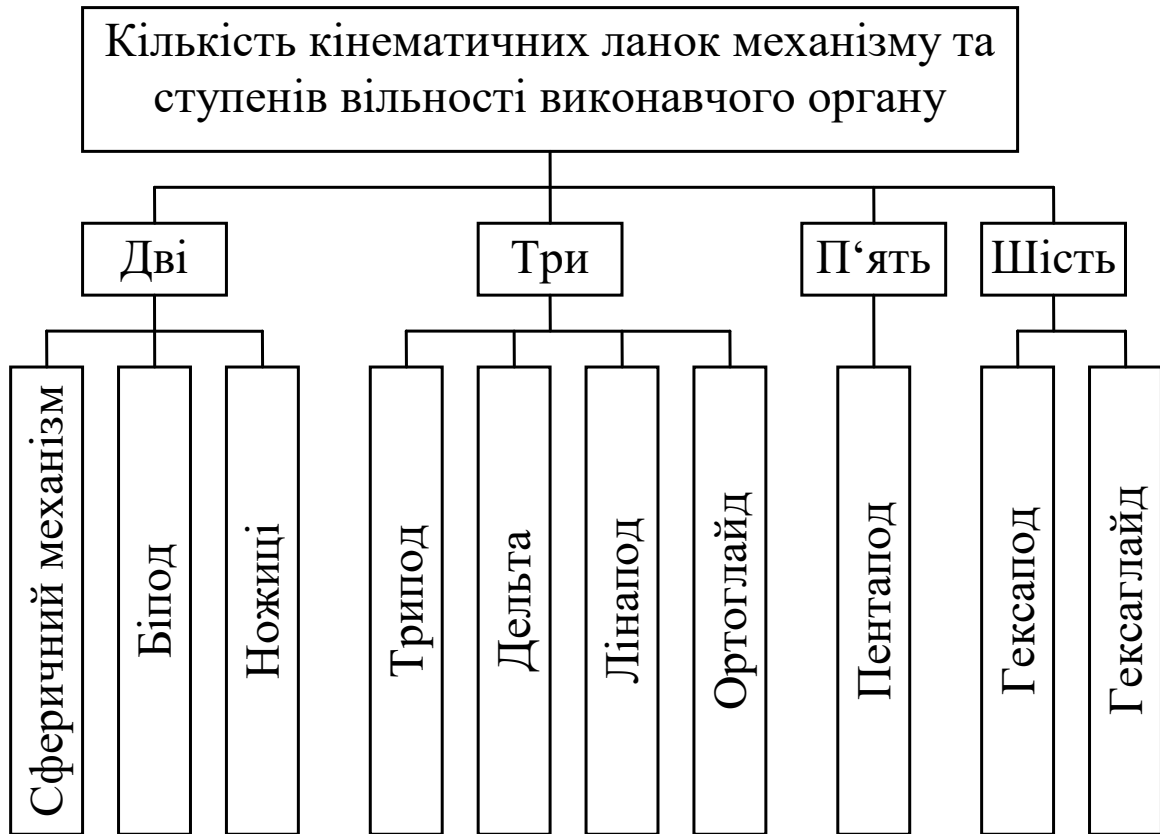 Кількість кінематичних ланок механізму та
ступенів вільності виконавчого органу
Дві
Три
П‘ять
Шість
Сферичний механізм
Біпод
Ножиці
Трипод
Дельта
Лінапод
Ортоглайд
Пентапод
Гексапод
Гексаглайд